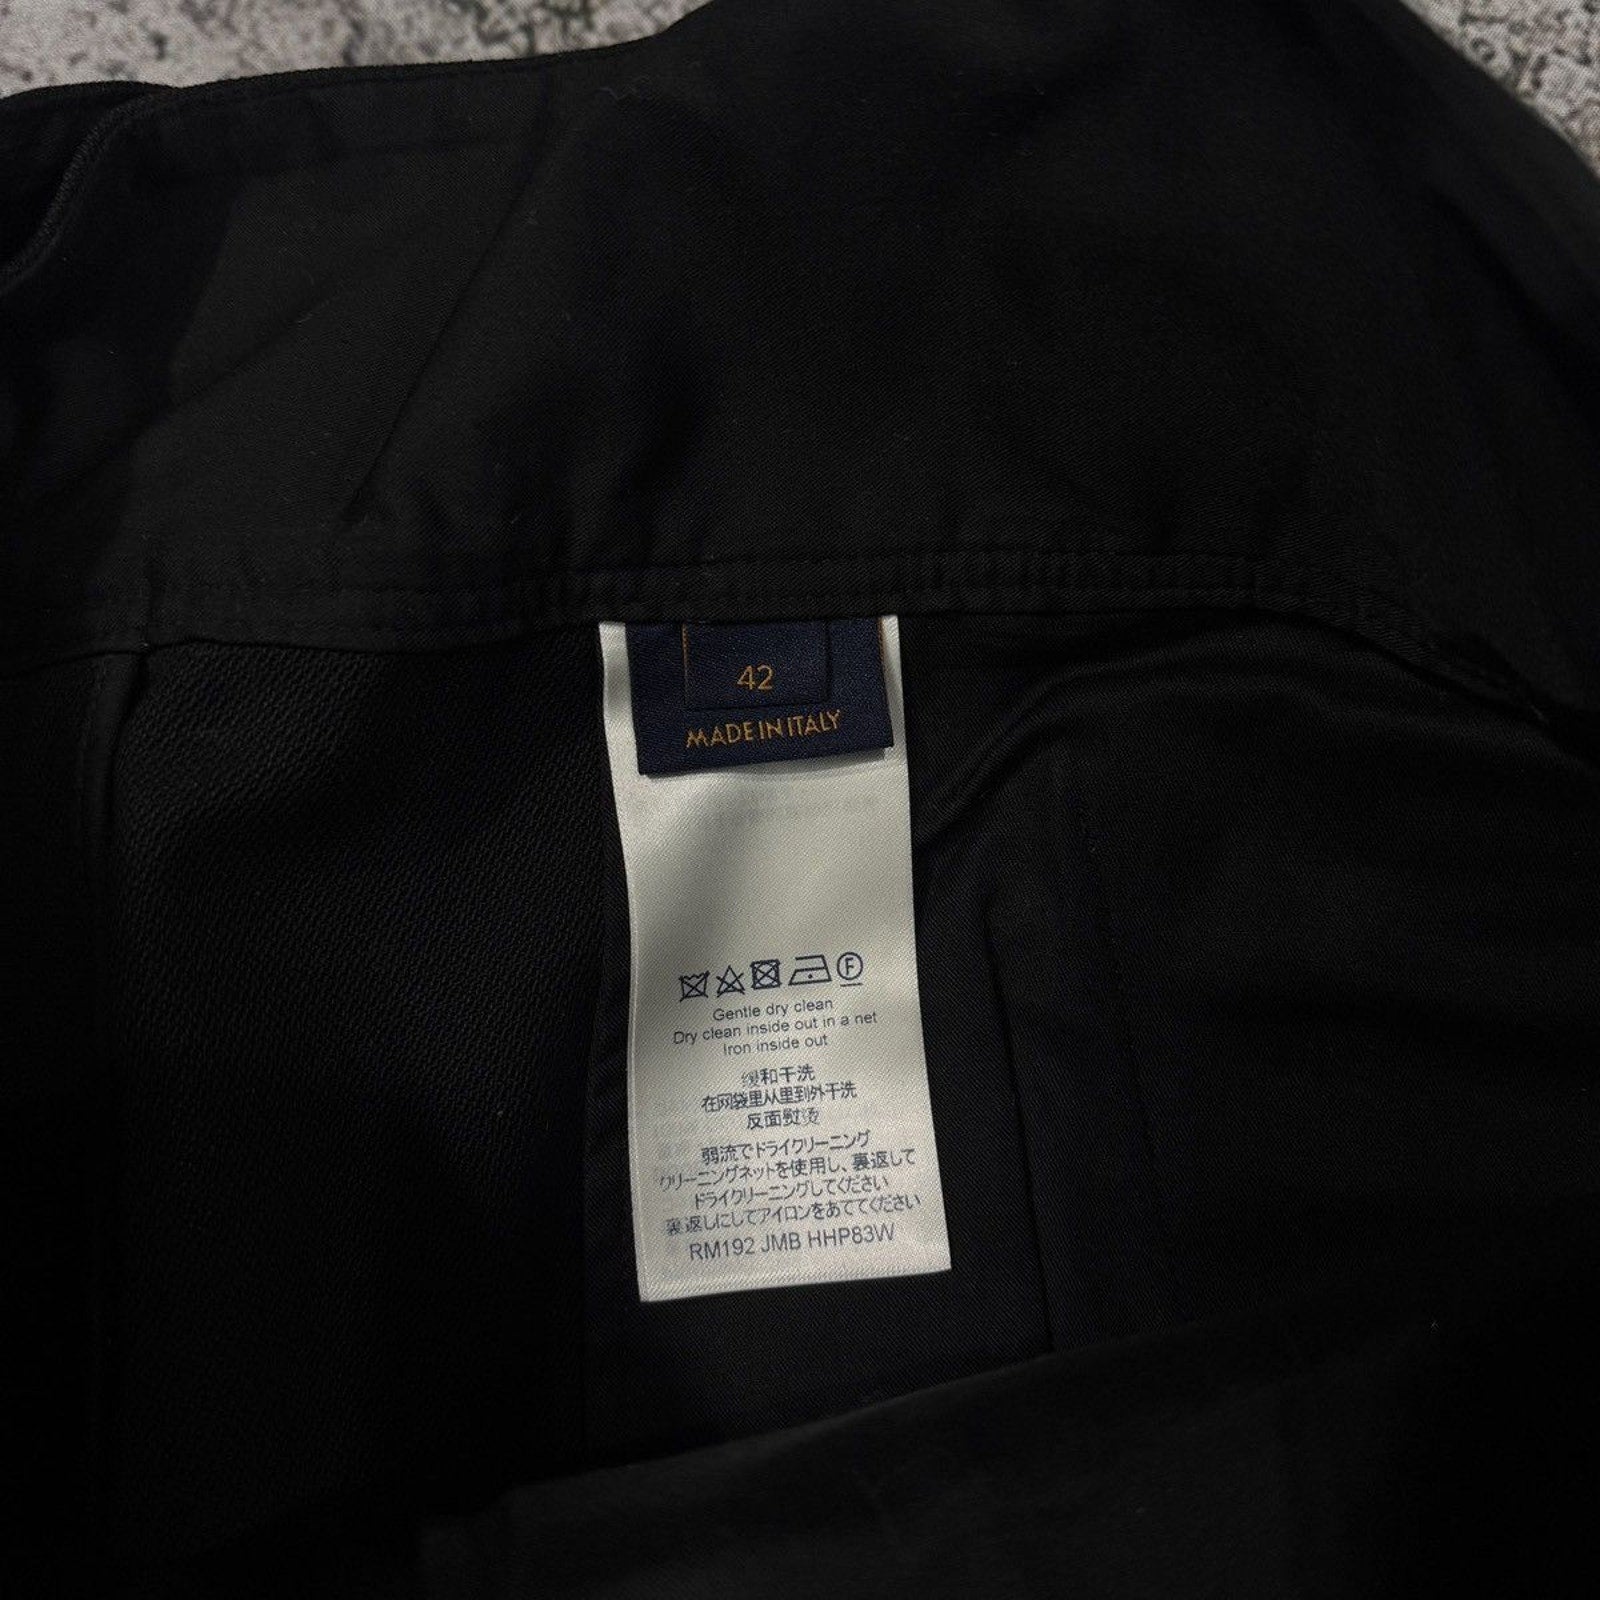 42
MADE IN ITALY
F
Gentle dry clean
Dry clean inside out in a net
Iron inside out
缓和干洗
在网袋里从里到外干洗
反面熨烫
弱流でドライクリーニング
クリーニングネットを使用し、裏返して
ドライクリーニングしてください
裏返しにしてアイロンをあててください
RM192 JMB HHP83W